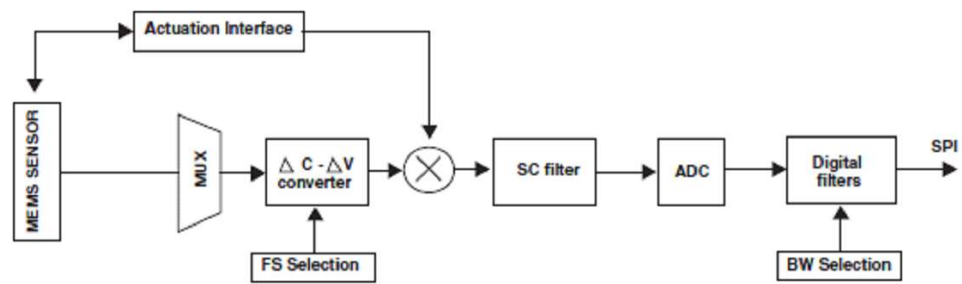 Actuation Interface
MEMS SENSOR
MUX
△ C - △V
converter
SC filter
ADC
Digital
filters
SPI
FS Selection
BW Selection